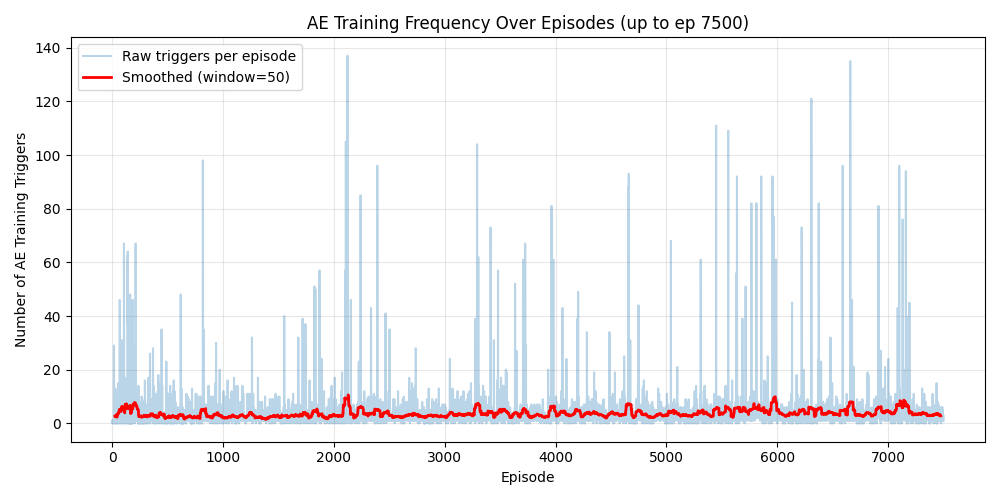 AE Training Frequency Over Episodes (up to ep 7500)
Raw triggers per episode
Smoothed (window=50)
Number of AE Training Triggers
140
120
100
80
60
40
20
0
0 1000 2000 3000 4000 5000 6000 7000
Episode